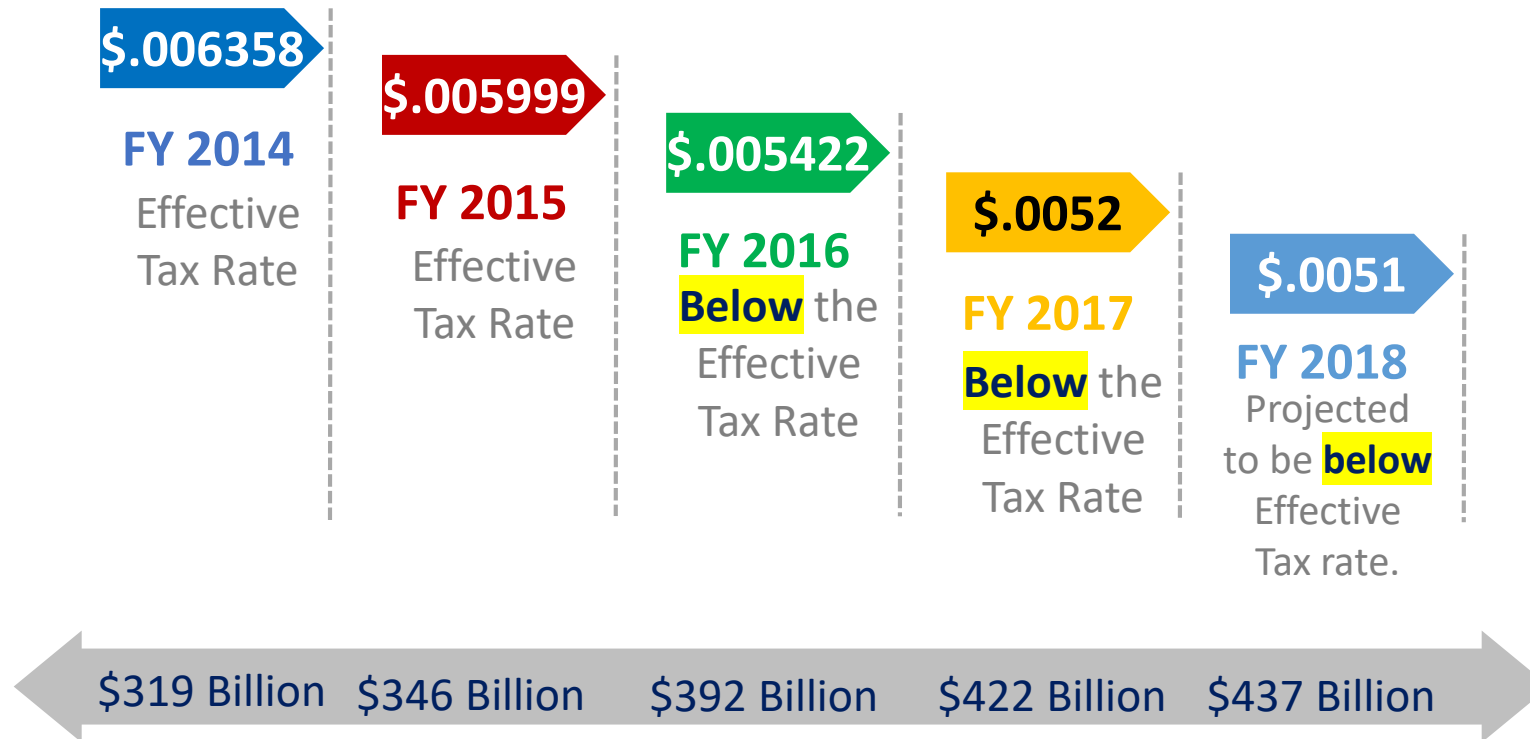 $.006358
FY 2014
Effective
Tax Rate
$.005999
FY 2015
Effective
Tax Rate
$.005422
FY 2016
Below the
Effective
Tax Rate
$.0052
FY 2017
Below the
Effective
Tax Rate
$.0051
FY 2018
Projected
to be below
Effective
Tax rate.
$319 Billion $346 Billion $392 Billion $422 Billion $437 Billion